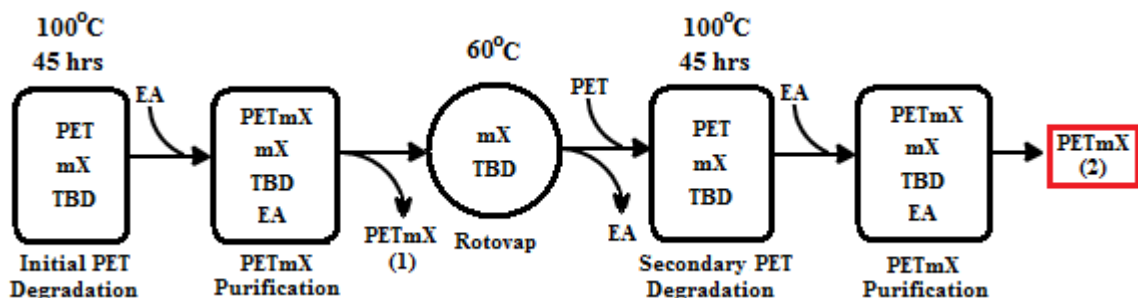 100°C
45 hrs
PET
mX
TBD
Initial PET
Degradation
EA
PETmX
mX
TBD
EA
PETmX
Purification
PETmX
(1)
60°C
mX
TBD
Rotovap
PET
EA
100°C
45 hrs
PET
mX
TBD
Secondary PET
Degradation
EA
PETmX
mX
TBD
EA
PETmX
Purification
PETmX
(2)